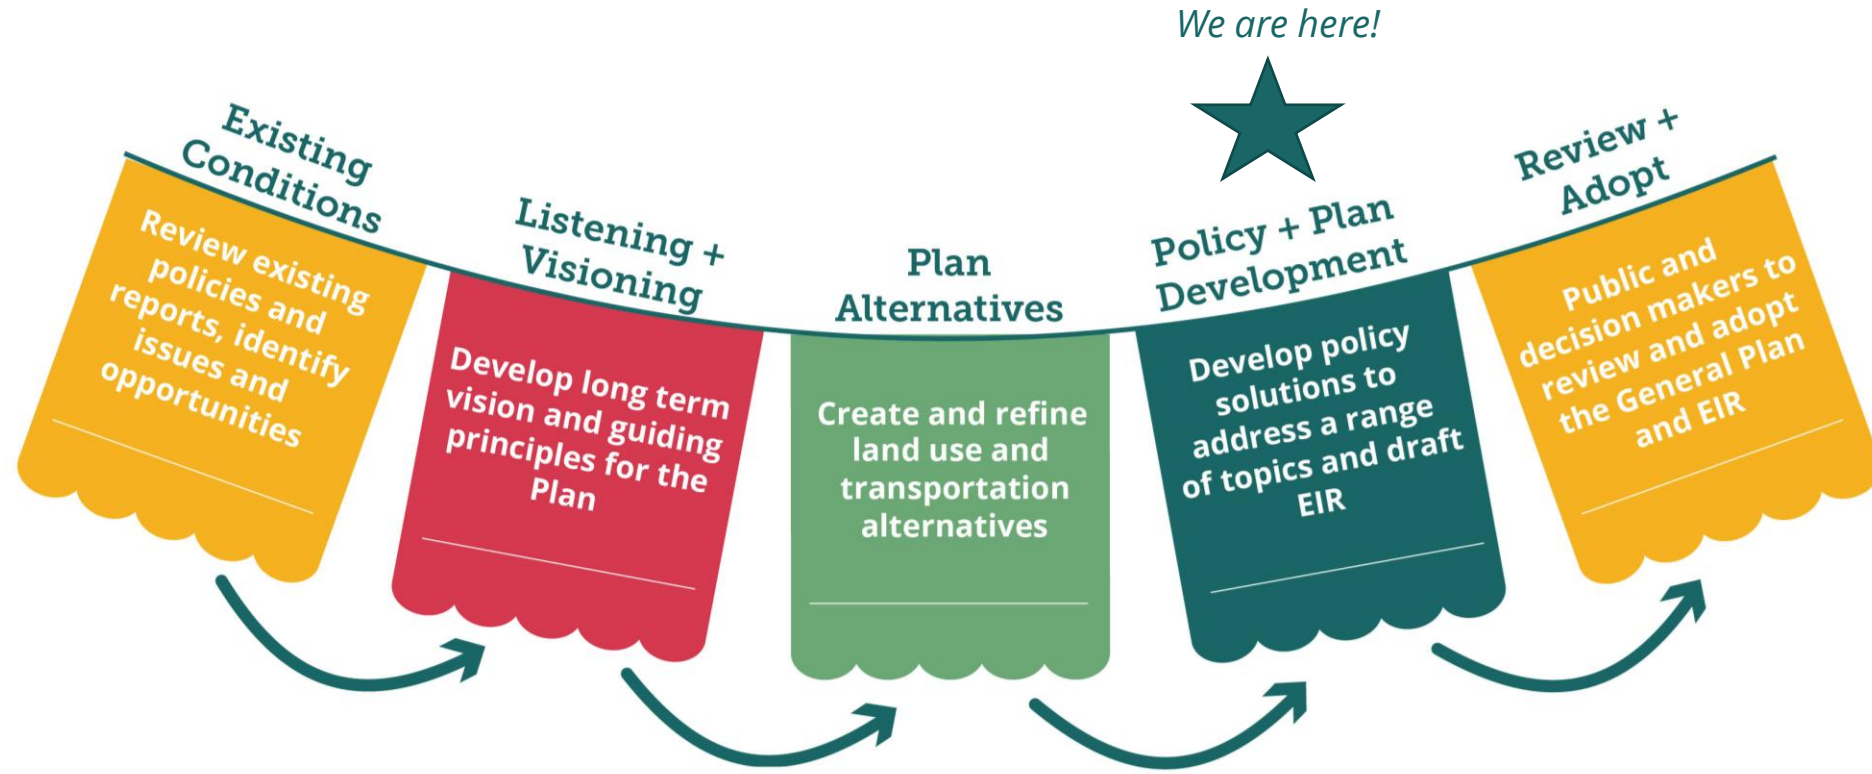 We are here!
Existing
Conditions
Review existing
policies and
reports, identify
issues and
opportunities
Listening +
Visioning
Develop long term
vision and guiding
principles for the
Plan
Plan
Alternatives
Create and refine
land use and
transportation
alternatives
Policy + Plan
Development
Develop policy
solutions to
address a range
of topics and draft
EIR
Review +
Adopt
Public and
decision makers to
review and adopt
the General Plan
and EIR